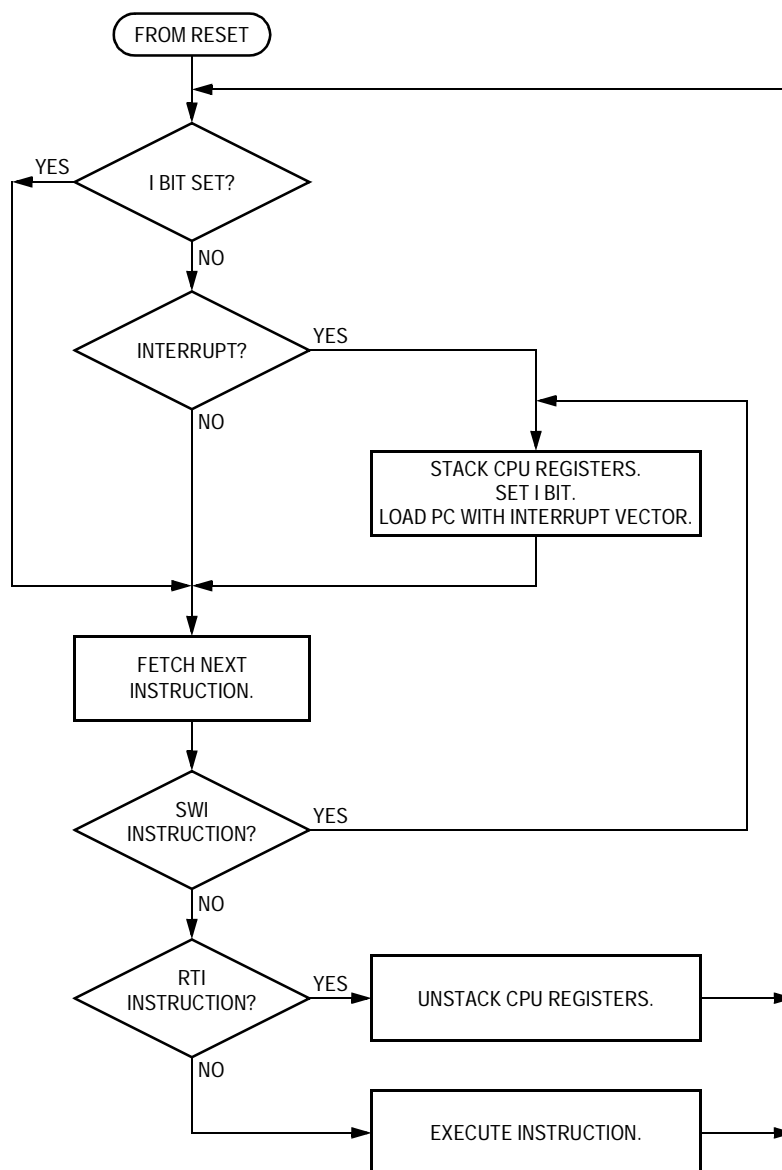 FROM RESET
YES
I BIT SET?
NO
INTERRUPT?
YES
NO
STACK CPU REGISTERS.
SET I BIT.
LOAD PC WITH INTERRUPT VECTOR.
FETCH NEXT
INSTRUCTION.
SWI
INSTRUCTION?
YES
NO
RTI
INSTRUCTION?
YES
UNSTACK CPU REGISTERS.
NO
EXECUTE INSTRUCTION.